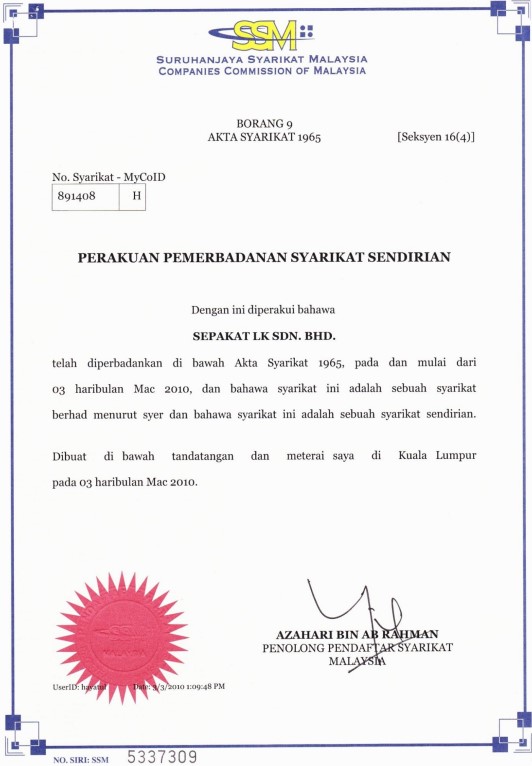 SSM
SURUHANJAYA SYARIKAT MALAYSIA
COMPANIES COMMISSION OF MALAYSIA
BORANG 9
AKTA SYARIKAT 1965 [Seksyen 16(4)]
No. Syarikat - MyCoID
891408 H
PERAKUAN PEMERBADANAN SYARIKAT SENDIRIAN
Dengan ini diperakui bahawa
SEPAKAT LK SDN. BHD.
telah diperbadankan di bawah Akta Syarikat 1965, pada dan mulai dari
03 haribulan Mac 2010, dan bahawa syarikat ini adalah sebuah syarikat
berhad menurut syer dan bahawa syarikat ini adalah sebuah syarikat sendirian.
Dibuat di bawah tandatangan dan meterai saya di Kuala Lumpur
pada 03 haribulan Mac 2010.
AZAHARI BIN AB RAHMAN
PENOLONG PENDAFTAR SYARIKAT
MALAYSIA
MALAYSIA
UserID: Date: 3/3/2010 1:09:48 PM
NO. SIRI: SSM 5337309